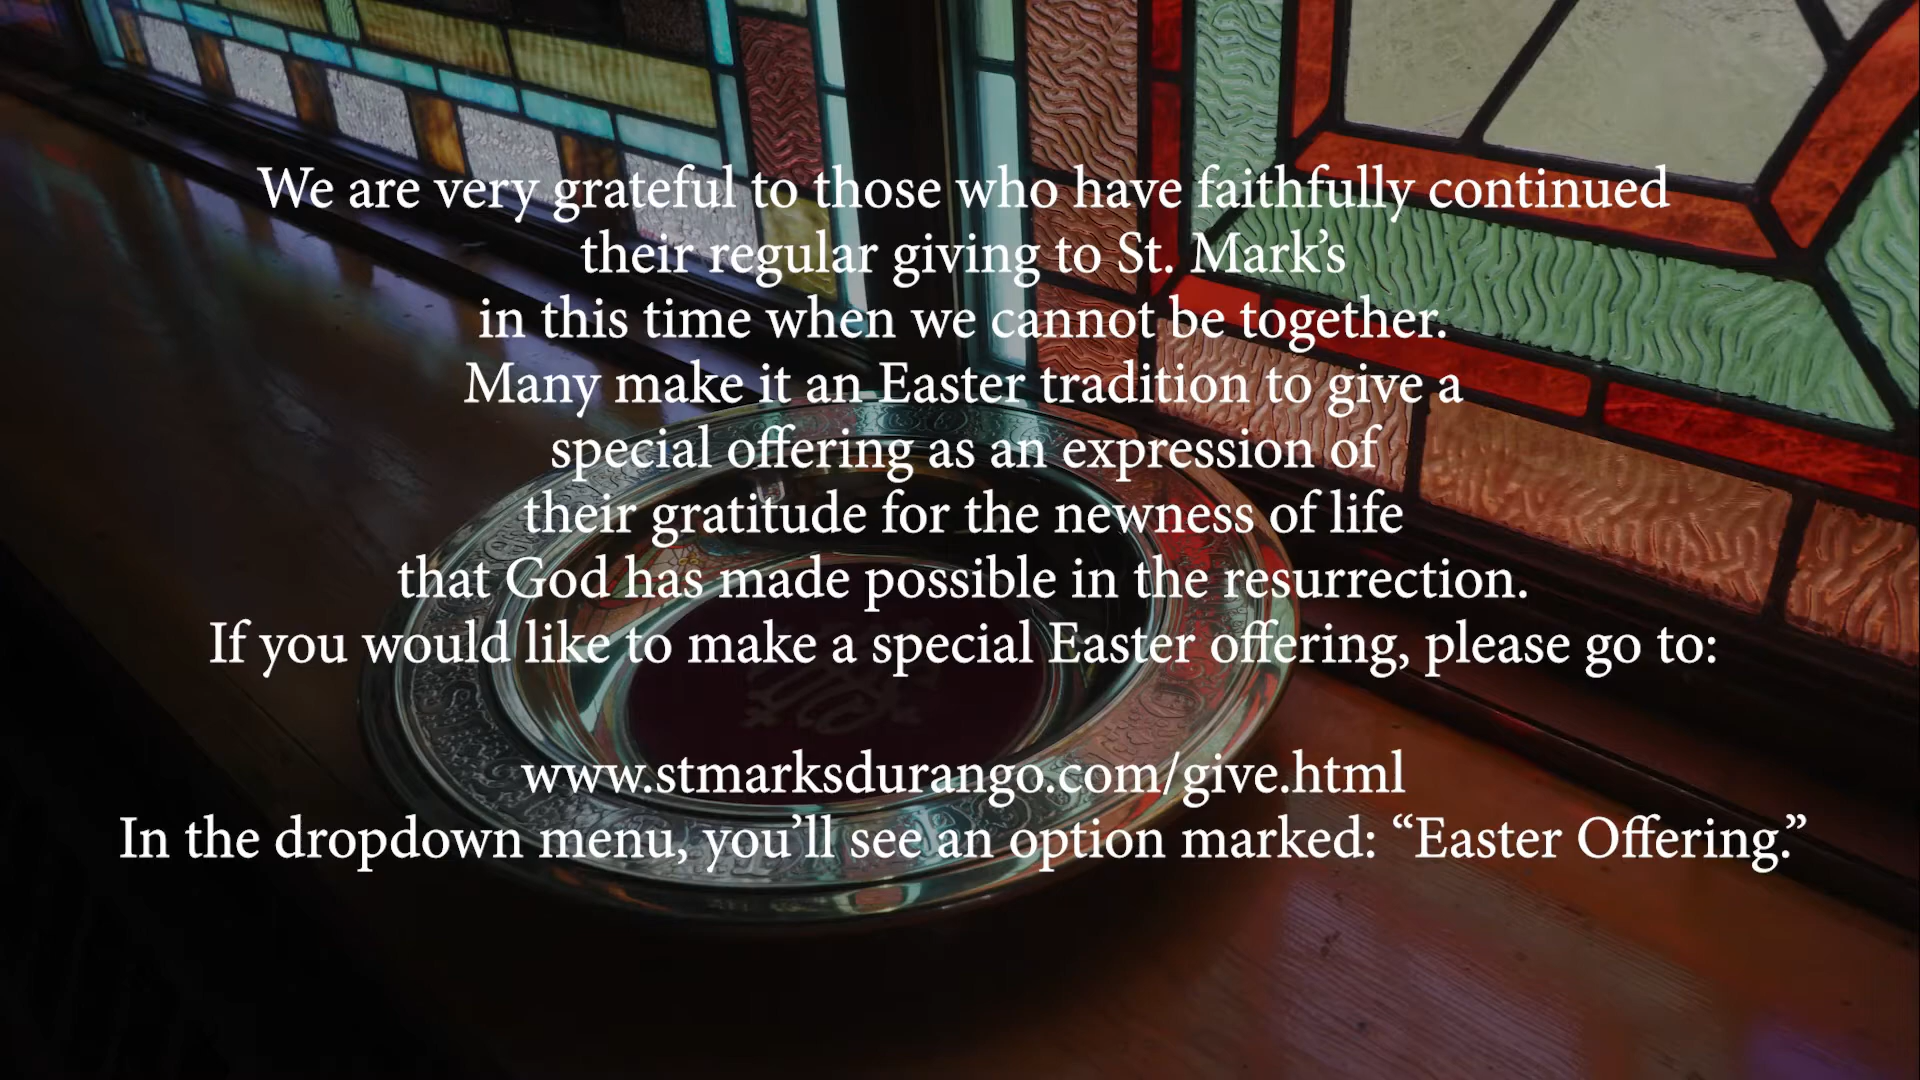 We are very grateful to those who have faithfully continued
their regular giving to St. Mark’s
in this time when we cannot be together.
Many make it an Easter tradition to give a
special offering as an expression of
their gratitude for the newness of life
that God has made possible in the resurrection.
If you would like to make a special Easter offering, please go to:
www.stmarksdurango.com/give.html
In the dropdown menu, you’ll see an option marked: “Easter Offering.”